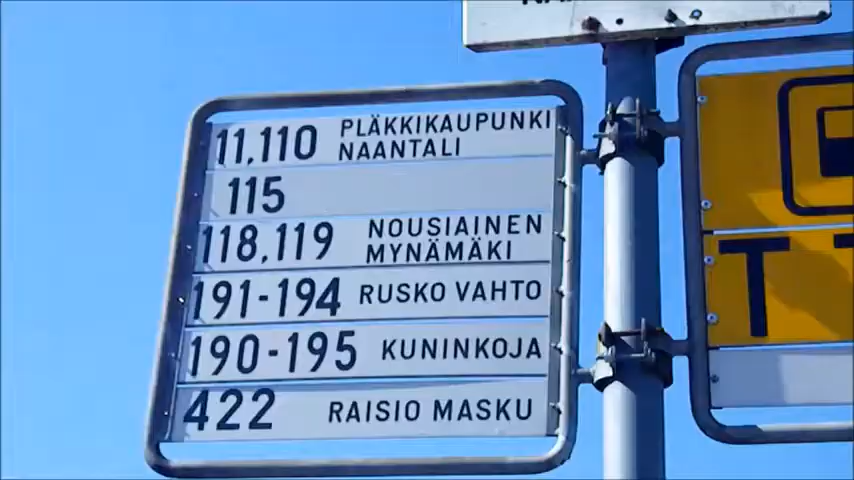 11,110 PLÄKKIKAUPUNKI
NAANTALI
115
118,119 NOUSIAINEN
MYNÄMÄKI
191-194 RUSKO VAHTO
190-195 KUNINKOJA
422 RAISIO MASKU
T